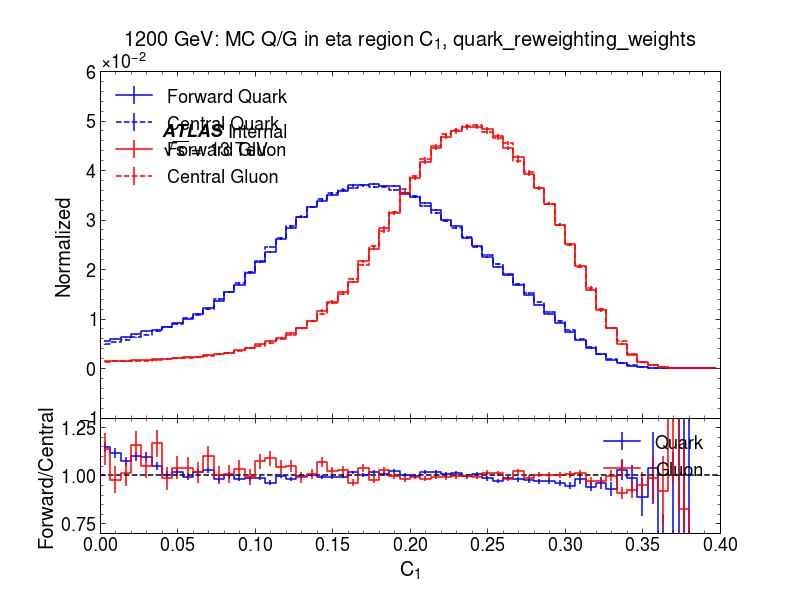 1200 GeV: MC Q/G in eta region C₁, quark_reweighting_weights
×10⁻²
6
5
4
3
2
1
0
−1
Normalized
Forward Quark
Central Quark
ATLAS Internal
√s = 13 TeV
Forward Gluon
Central Gluon
1.25
1.00
0.75
Forward/Central
Quark
Gluon
0.00 0.05 0.10 0.15 0.20 0.25 0.30 0.35 0.40
C₁